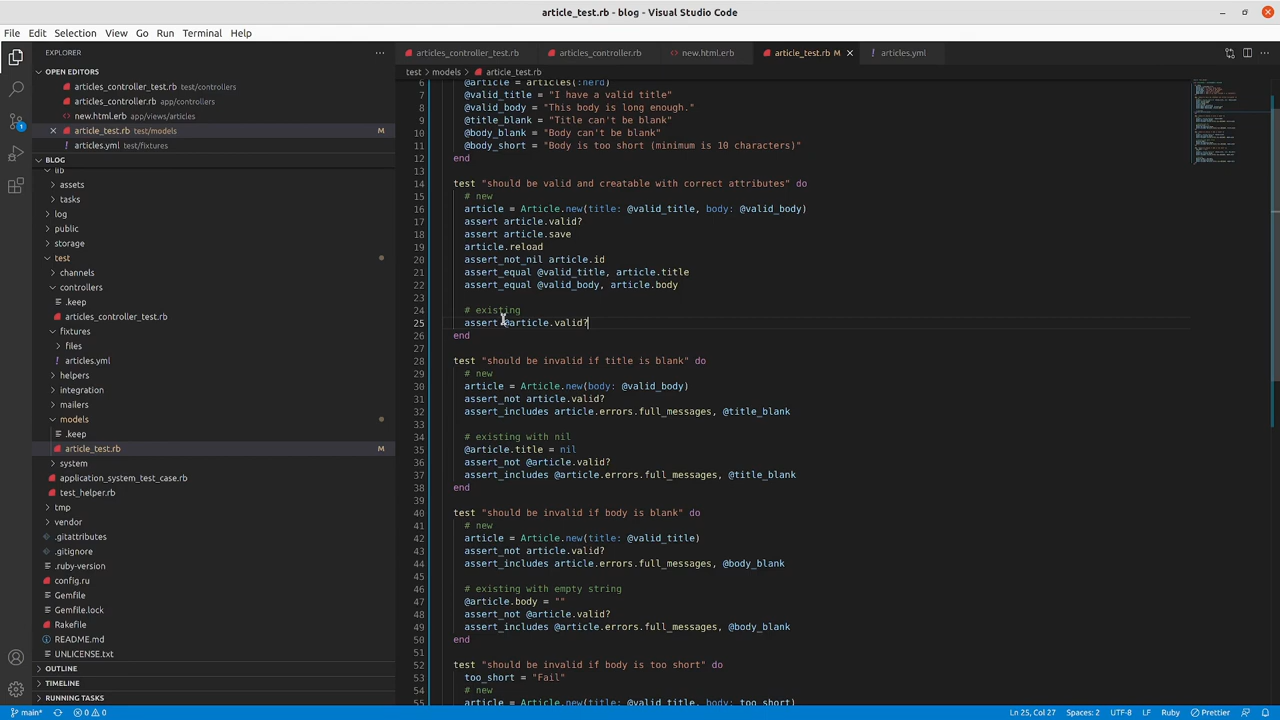 article_test.rb - blog - Visual Studio Code
File Edit Selection View Go Run Terminal Help
EXPLORER
OPEN EDITORS
articles_controller_test.rb test/controllers
articles_controller.rb app/controllers
new.html.erb app/views/articles
article_test.rb test/models M
articles.yml test/fixtures
BLOG
lib
assets
tasks
log
public
storage
test
channels
controllers
.keep
articles_controller_test.rb
fixtures
files
articles.yml
helpers
integration
mailers
models
.keep
article_test.rb M
system
application_system_test_case.rb
test_helper.rb
tmp
vendor
.gitattributes
.gitignore
.ruby-version
config.ru
Gemfile
Gemfile.lock
Rakefile
README.md
UNLICENSE.txt
OUTLINE
TIMELINE
RUNNING TASKS
articles_controller_test.rb articles_controller.rb new.html.erb article_test.rb M articles.yml
test > models > article_test.rb
6 @article = articles(:nerd)
7 @valid_title = "I have a valid title"
8 @valid_body = "This body is long enough."
9 @title_blank = "Title can't be blank"
10 @body_blank = "Body can't be blank"
11 @body_short = "Body is too short (minimum is 10 characters)"
12 end
13
14 test "should be valid and creatable with correct attributes" do
15 # new
16 article = Article.new(title: @valid_title, body: @valid_body)
17 assert article.valid?
18 assert article.save
19 article.reload
20 assert_not_nil article.id
21 assert_equal @valid_title, article.title
22 assert_equal @valid_body, article.body
23
24 # existing
25 assert @article.valid?
26 end
27
28 test "should be invalid if title is blank" do
29 # new
30 article = Article.new(body: @valid_body)
31 assert_not article.valid?
32 assert_includes article.errors.full_messages, @title_blank
33
34 # existing with nil
35 @article.title = nil
36 assert_not @article.valid?
37 assert_includes @article.errors.full_messages, @title_blank
38 end
39
40 test "should be invalid if body is blank" do
41 # new
42 article = Article.new(title: @valid_title)
43 assert_not article.valid?
44 assert_includes article.errors.full_messages, @body_blank
45
46 # existing with empty string
47 @article.body = ""
48 assert_not @article.valid?
49 assert_includes @article.errors.full_messages, @body_blank
50 end
51
52 test "should be invalid if body is too short" do
53 too_short = "Fail"
54 # new
55 article = Article.new(title: @valid_title, body: too_short)
main* 0 0 Ln 25, Col 27 Spaces: 2 UTF-8 LF Ruby Prettier